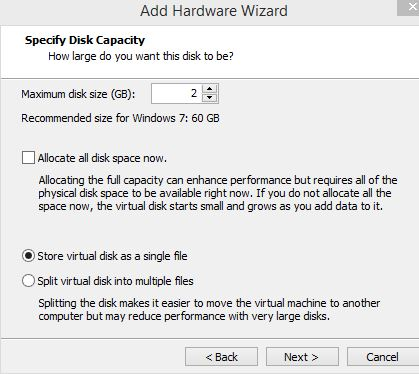 Add Hardware Wizard
Specify Disk Capacity
How large do you want this disk to be?
Maximum disk size (GB): 2
Recommended size for Windows 7: 60 GB
Allocate all disk space now.
Allocating the full capacity can enhance performance but requires all of the
physical disk space to be available right now. If you do not allocate all the
space now, the virtual disk starts small and grows as you add data to it.
Store virtual disk as a single file
Split virtual disk into multiple files
Splitting the disk makes it easier to move the virtual machine to another
computer but may reduce performance with very large disks.
< Back Next > Cancel